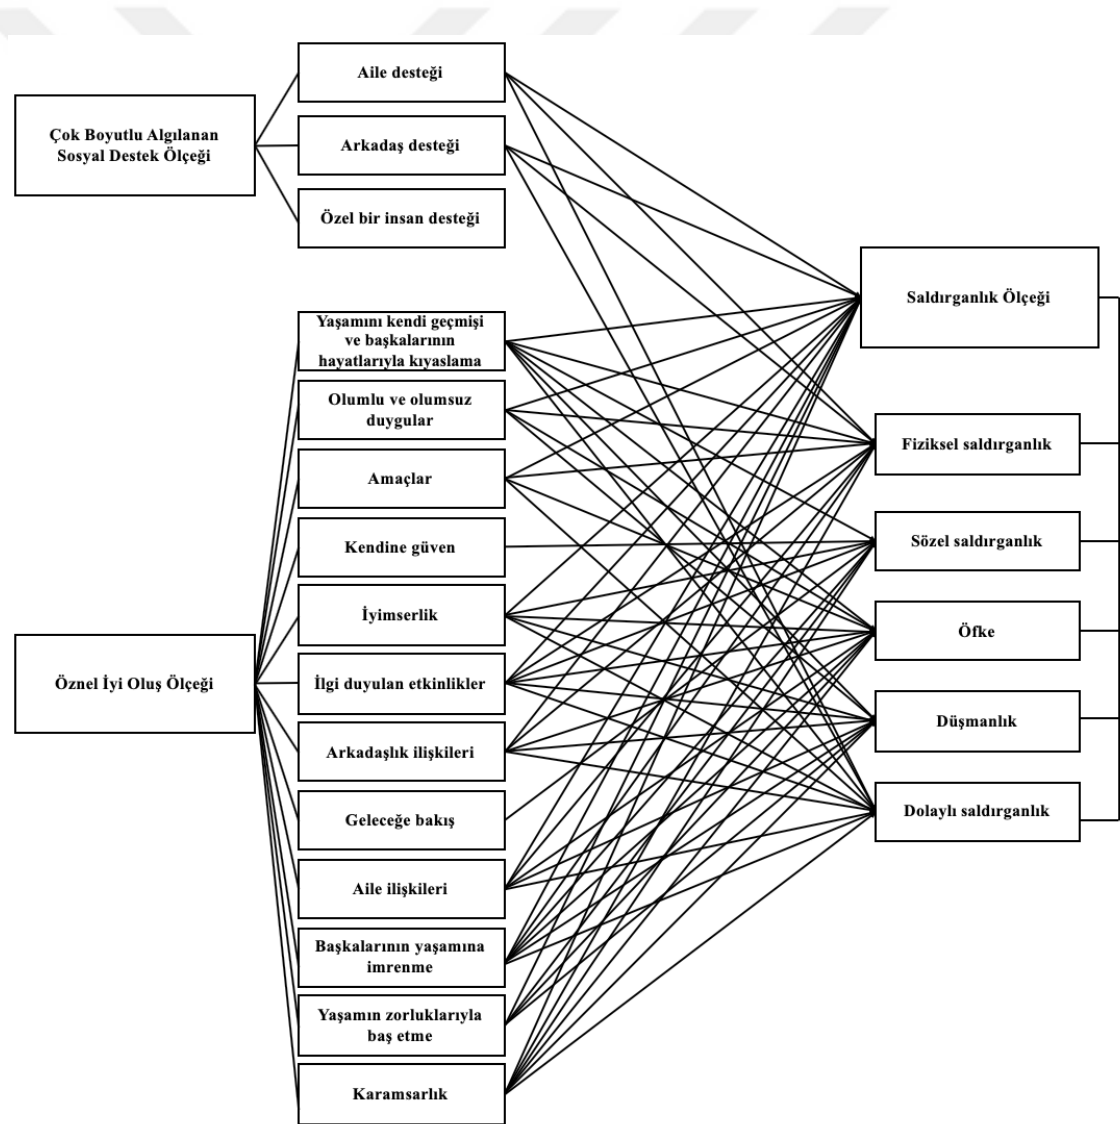 Aile desteği
Çok Boyutlu Algılanan
Sosyal Destek Ölçeği
Arkadaş desteği
Özel bir insan desteği
Saldırganlık Ölçeği
Yaşamını kendi geçmişi
ve başkalarının
hayatlarıyla kıyaslama
Olumlu ve olumsuz
duygular
Fiziksel saldırganlık
Amaçlar
Kendine güven
Sözel saldırganlık
İyimserlik
Öfke
Öznel İyi Oluş Ölçeği
İlgi duyulan etkinlikler
Düşmanlık
Arkadaşlık ilişkileri
Dolaylı saldırganlık
Geleceğe bakış
Aile ilişkileri
Başkalarının yaşamına
imrenme
Yaşamın zorluklarıyla
baş etme
Karamsarlık